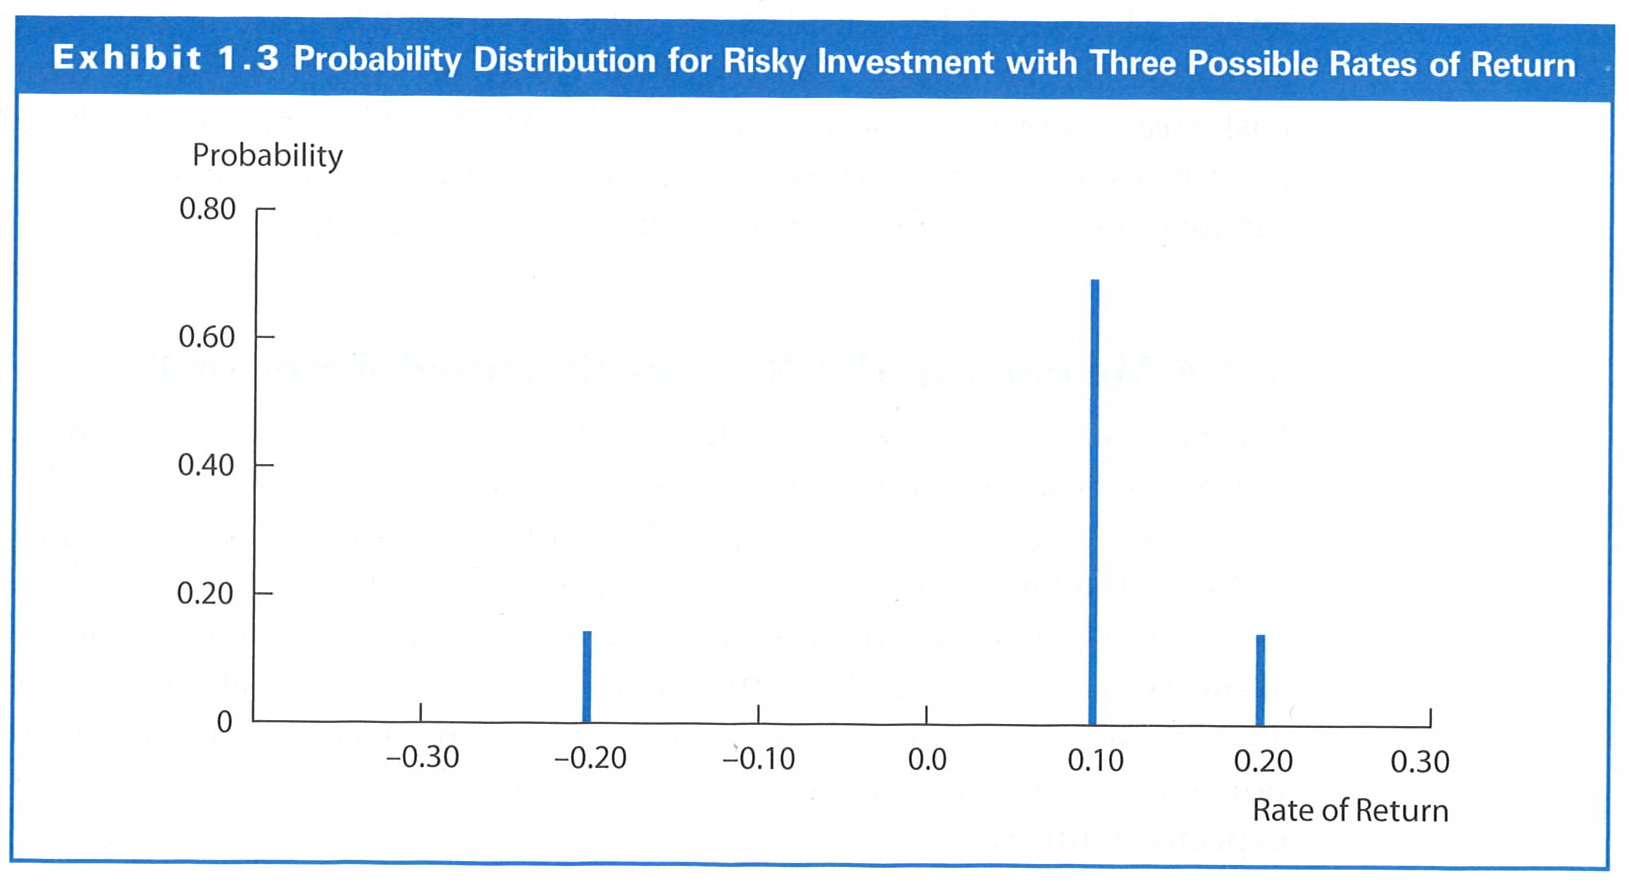 Exhibit 1.3 Probability Distribution for Risky Investment with Three Possible Rates of Return
Probability
0.80
0.60
0.40
0.20
0
–0.30 –0.20 –0.10 0.0 0.10 0.20 0.30
Rate of Return